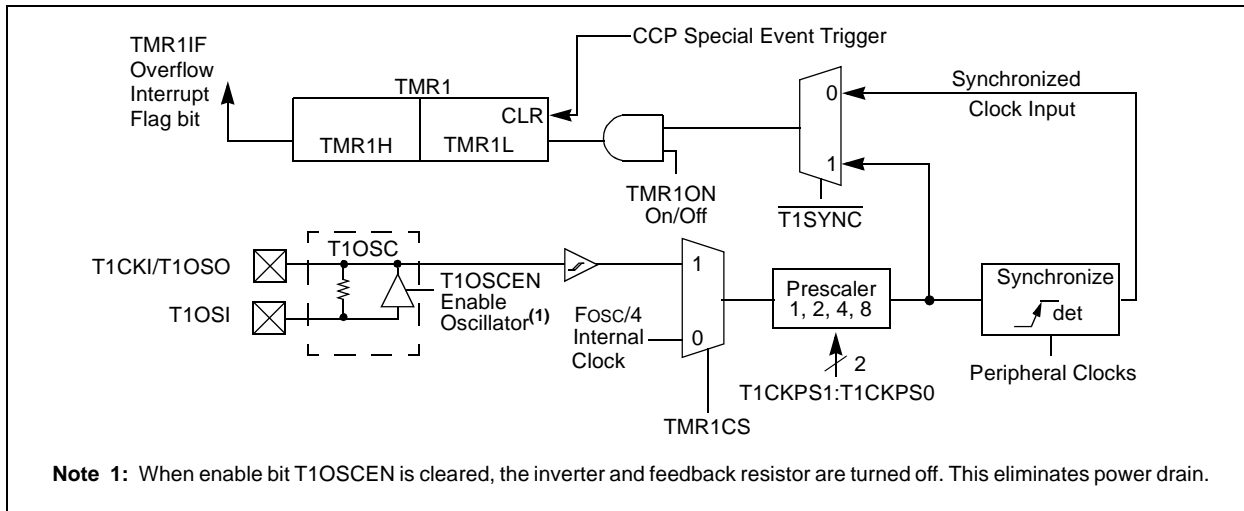 TMR1IF
Overflow
Interrupt
Flag bit
CCP Special Event Trigger
TMR1
CLR
TMR1H
TMR1L
TMR1ON
On/Off
0
1
T1SYNC
Synchronized
Clock Input
T1OSC
T1CKI/T1OSO
T1OSI
T1OSCEN
Enable
Oscillator(1)
FOSC/4
Internal
Clock
1
0
TMR1CS
Prescaler
1, 2, 4, 8
2
T1CKPS1:T1CKPS0
Synchronize
det
Peripheral Clocks
Note 1: When enable bit T1OSCEN is cleared, the inverter and feedback resistor are turned off. This eliminates power drain.